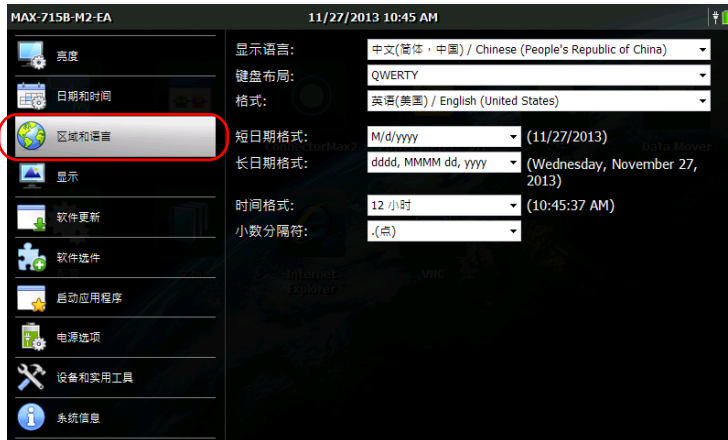 MAX-715B-M2-EA 11/27/2013 10:45 AM
亮度
日期和时间
区域和语言
显示
软件更新
软件选件
启动应用程序
电源选项
设备和实用工具
系统信息
显示语言: 中文(简体，中国) / Chinese (People's Republic of China)
键盘布局: QWERTY
格式: 英语(美国) / English (United States)
短日期格式: M/d/yyyy (11/27/2013)
长日期格式: dddd, MMMM dd, yyyy (Wednesday, November 27,
2013)
时间格式: 12 小时 (10:45:37 AM)
小数分隔符: .(点)
ConnectorMax2
Data Mover
Internet
Explorer
VNC